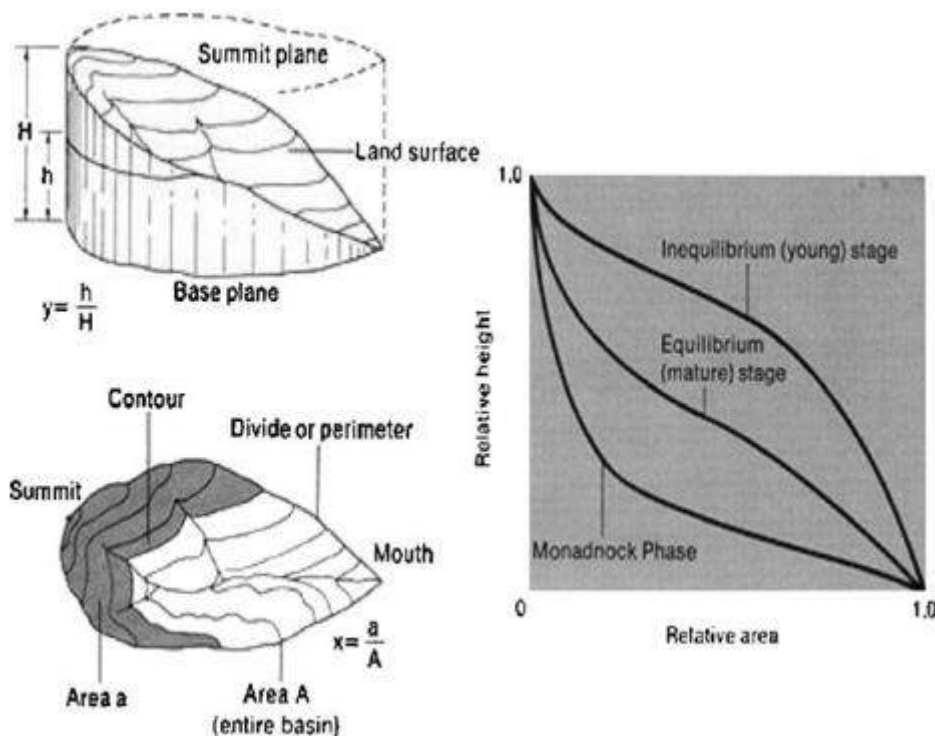 Summit plane
H
h
Land surface
Base plane
y= h
H
Contour
Divide or perimeter
Summit
Mouth
x= a
A
Area a
Area A
(entire basin)
1.0
Inequilibrium (young) stage
Equilibrium
(mature) stage
Monadnock Phase
Relative height
0
1.0
Relative area